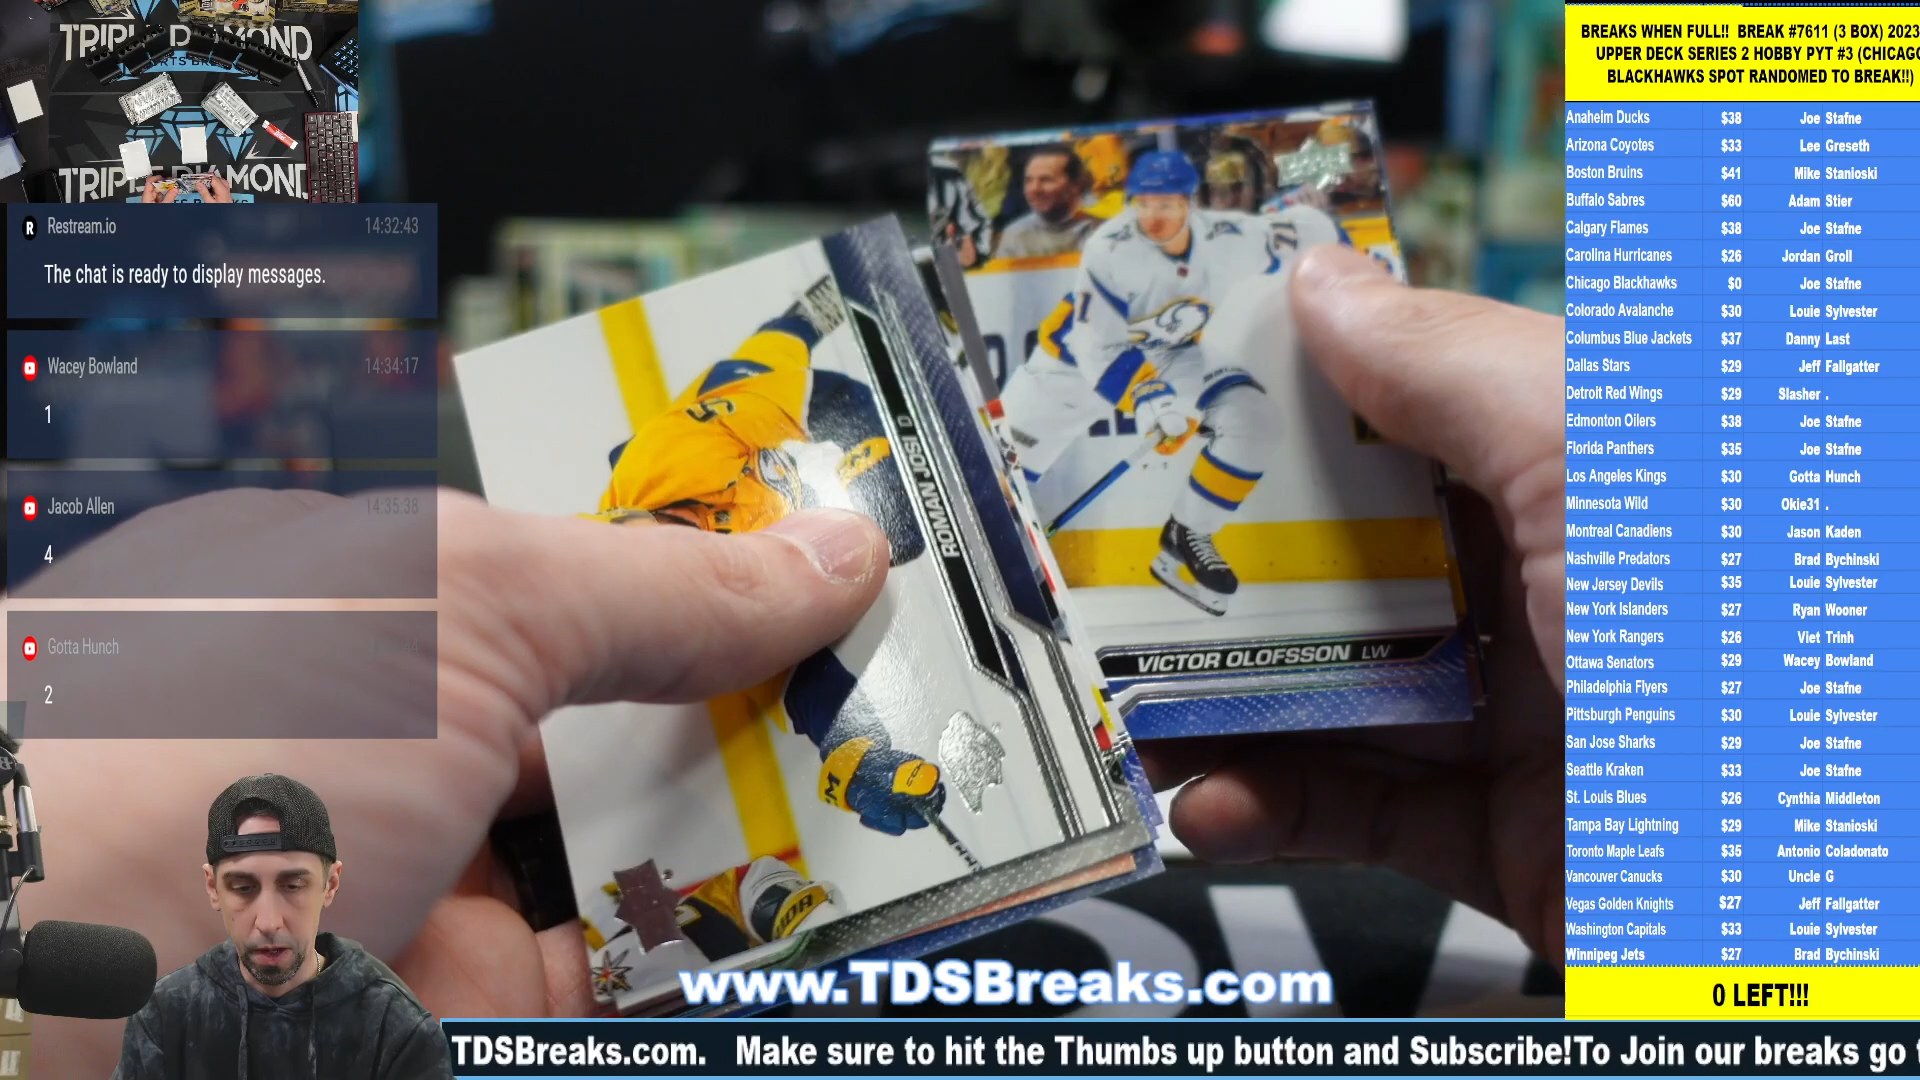 TRIPLE DIAMOND
TRIPLE DIAMOND
Restream.io 14:32:43
The chat is ready to display messages.
Wacey Bowland 14:34:17
1
Jacob Allen 14:35:38
4
Gotta Hunch
2
ROMAN JOSI D
71
VICTOR OLOFSSON LW
www.TDSBreaks.com
TDSBreaks.com. Make sure to hit the Thumbs up button and Subscribe!To Join our breaks go
BREAKS WHEN FULL!! BREAK #7611 (3 BOX) 2023
UPPER DECK SERIES 2 HOBBY PYT #3 (CHICAGO
BLACKHAWKS SPOT RANDOMED TO BREAK!!)
Anaheim Ducks $38 Joe Stafne
Arizona Coyotes $33 Lee Greseth
Boston Bruins $41 Mike Stanioski
Buffalo Sabres $60 Adam Stier
Calgary Flames $38 Joe Stafne
Carolina Hurricanes $26 Jordan Groll
Chicago Blackhawks $0 Joe Stafne
Colorado Avalanche $30 Louie Sylvester
Columbus Blue Jackets $37 Danny Last
Dallas Stars $29 Jeff Fallgatter
Detroit Red Wings $29 Slasher .
Edmonton Oilers $38 Joe Stafne
Florida Panthers $35 Joe Stafne
Los Angeles Kings $30 Gotta Hunch
Minnesota Wild $30 Okie31 .
Montreal Canadiens $30 Jason Kaden
Nashville Predators $27 Brad Bychinski
New Jersey Devils $35 Louie Sylvester
New York Islanders $27 Ryan Wooner
New York Rangers $26 Viet Trinh
Ottawa Senators $29 Wacey Bowland
Philadelphia Flyers $27 Joe Stafne
Pittsburgh Penguins $30 Louie Sylvester
San Jose Sharks $29 Joe Stafne
Seattle Kraken $33 Joe Stafne
St. Louis Blues $26 Cynthia Middleton
Tampa Bay Lightning $29 Mike Stanioski
Toronto Maple Leafs $35 Antonio Coladonato
Vancouver Canucks $30 Uncle G
Vegas Golden Knights $27 Jeff Fallgatter
Washington Capitals $33 Louie Sylvester
Winnipeg Jets $27 Brad Bychinski
0 LEFT!!!